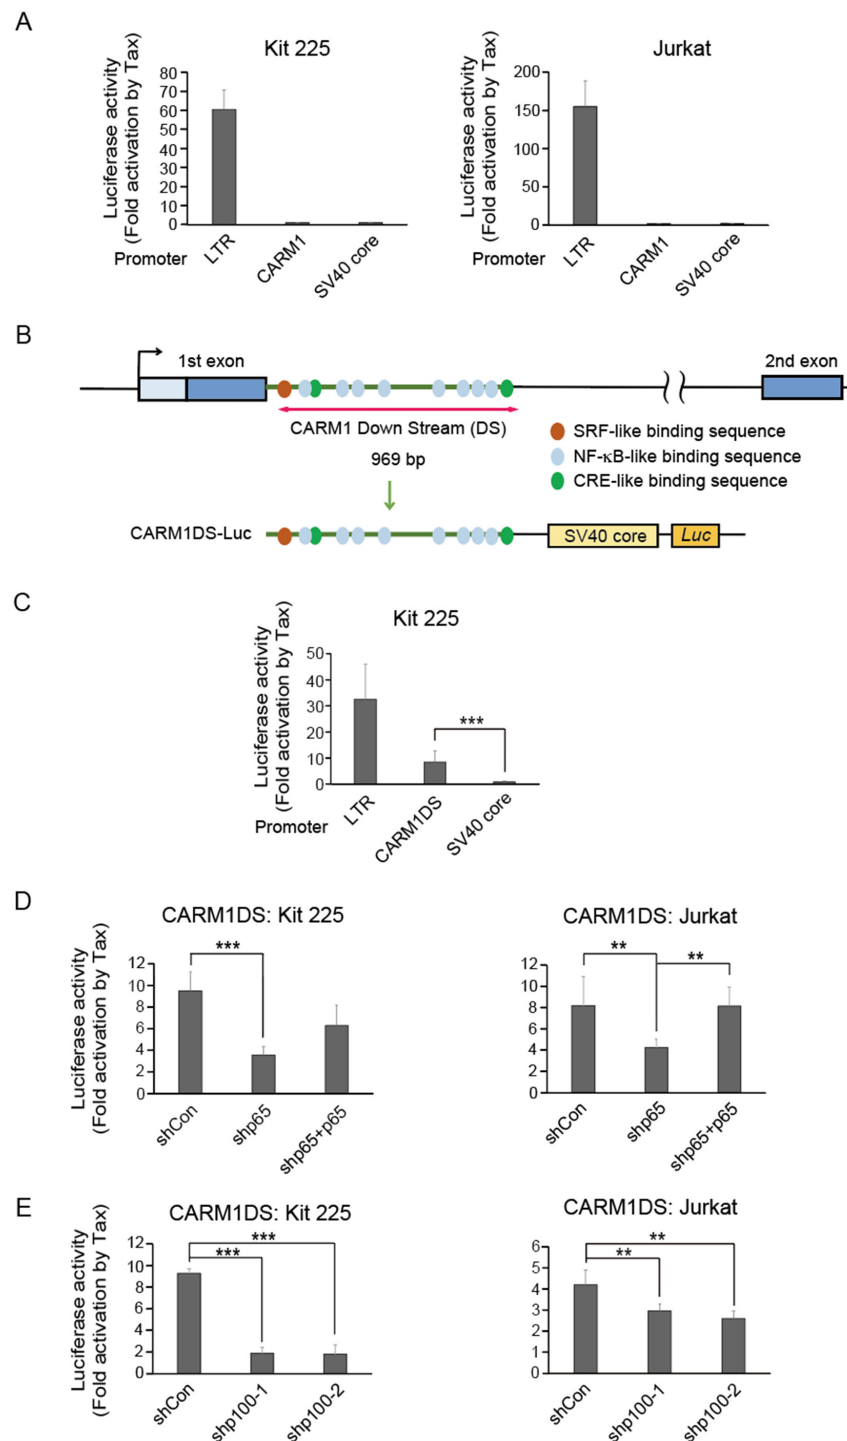 A
Kit 225
Jurkat
Luciferase activity
(Fold activation by Tax)
80
70
60
50
40
30
20
10
0
Promoter
LTR
CARM1
SV40 core
Luciferase activity
(Fold activation by Tax)
200
150
100
50
0
LTR
CARM1
SV40 core
B
1st exon
2nd exon
CARM1 Down Stream (DS)
969 bp
SRF-like binding sequence
NF-κB-like binding sequence
CRE-like binding sequence
CARM1DS-Luc
SV40 core
Luc
C
Kit 225
Luciferase activity
(Fold activation by Tax)
50
40
30
20
10
0
***
Promoter
LTR
CARM1DS
SV40 core
D
CARM1DS: Kit 225
CARM1DS: Jurkat
Luciferase activity
(Fold activation by Tax)
12
10
8
6
4
2
0
***
shCon
shp65
shp65+p65
12
10
8
6
4
2
0
**
**
shCon
shp65
shp65+p65
E
CARM1DS: Kit 225
CARM1DS: Jurkat
Luciferase activity
(Fold activation by Tax)
12
10
8
6
4
2
0
***
***
shCon
shp100-1
shp100-2
6
5
4
3
2
1
0
**
**
shCon
shp100-1
shp100-2